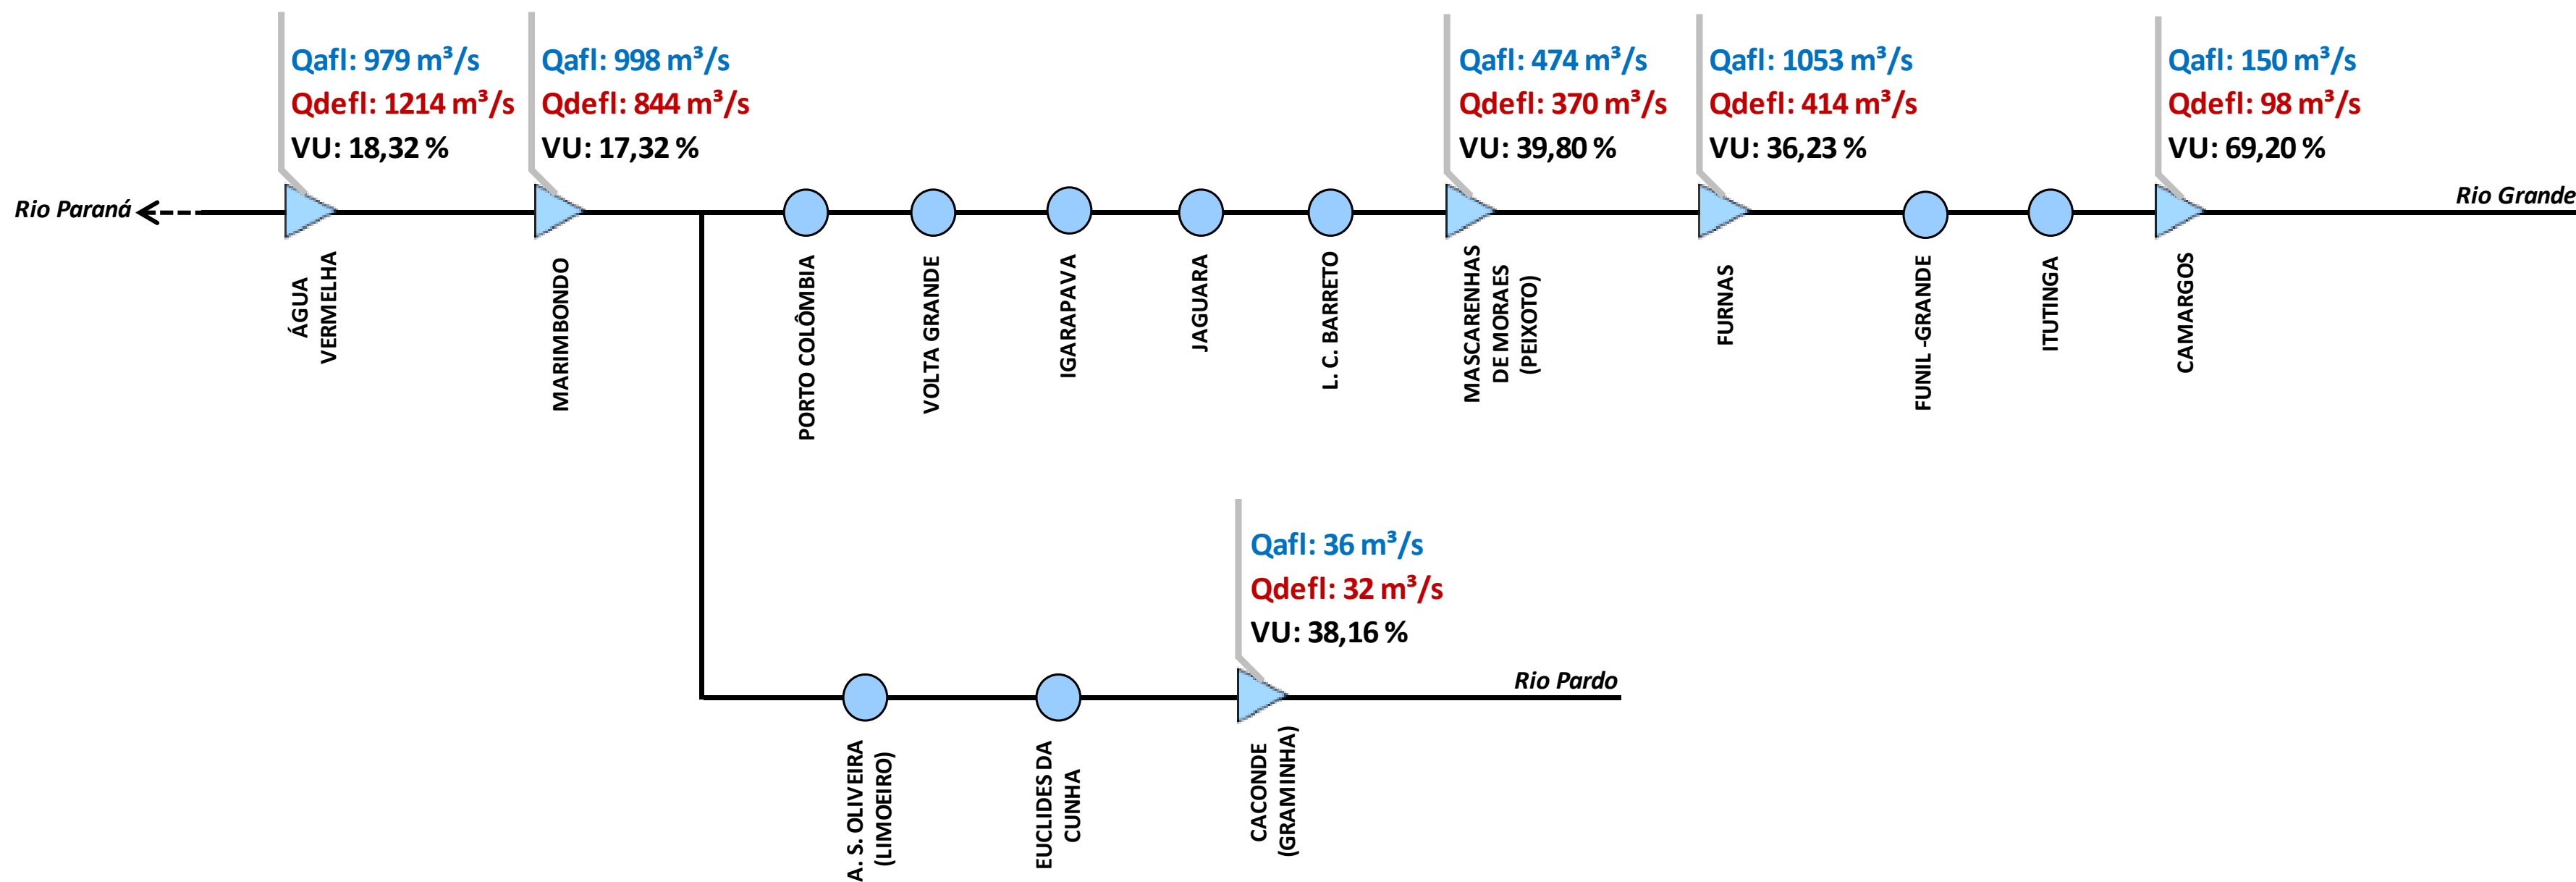 Qafl: 979 m³/s
Qdefl: 1214 m³/s
VU: 18,32 %
Qafl: 998 m³/s
Qdefl: 844 m³/s
VU: 17,32 %
Qafl: 474 m³/s
Qdefl: 370 m³/s
VU: 39,80 %
Qafl: 1053 m³/s
Qdefl: 414 m³/s
VU: 36,23 %
Qafl: 150 m³/s
Qdefl: 98 m³/s
VU: 69,20 %
Rio Paraná
Rio Grande
ÁGUA
VERMELHA
MARIMBONDO
PORTO COLÔMBIA
VOLTA GRANDE
IGARAPAVA
JAGUARA
L. C. BARRETO
MASCARENHAS
DE MORAES
(PEIXOTO)
FURNAS
FUNIL -GRANDE
ITUTINGA
CAMARGOS
Qafl: 36 m³/s
Qdefl: 32 m³/s
VU: 38,16 %
Rio Pardo
A. S. OLIVEIRA
(LIMOEIRO)
EUCLIDES DA
CUNHA
CACONDE
(GRAMINHA)